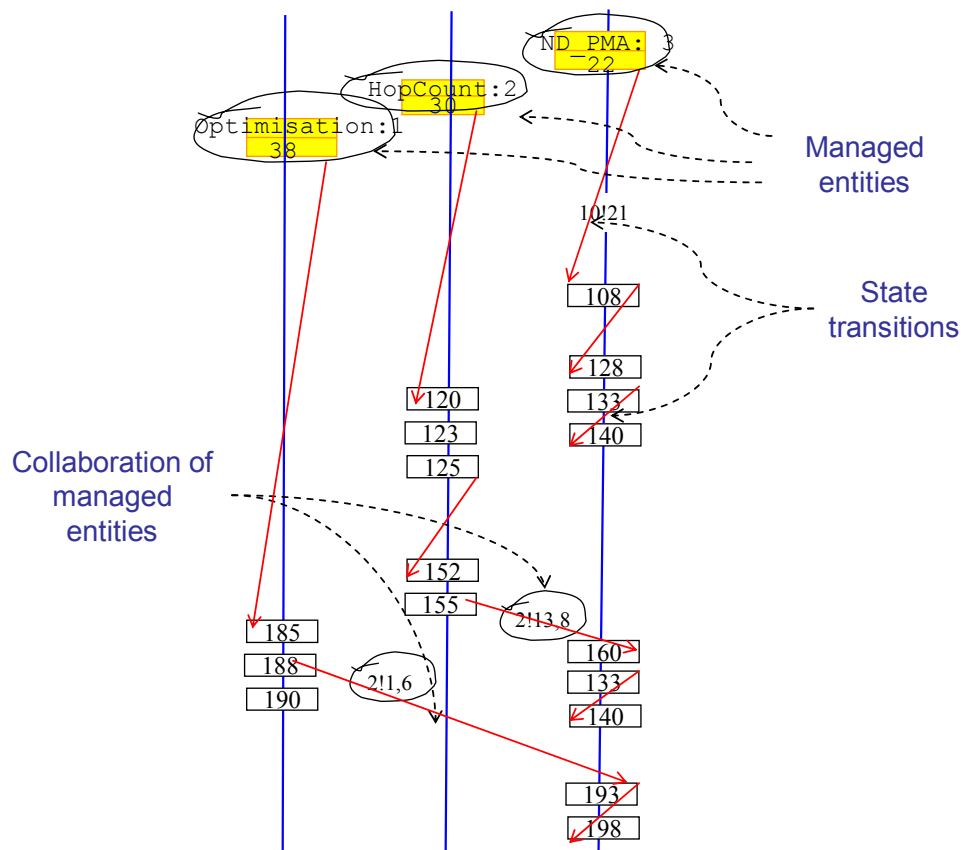 ND_PMA: 3
22
HopCount:2
30
Optimisation:1
38
Managed
entities
10!21
108
State
transitions
128
120
133
123
140
125
Collaboration of
managed
entities
152
155
2!13,8
185
160
188
2!1,6
133
190
140
193
198